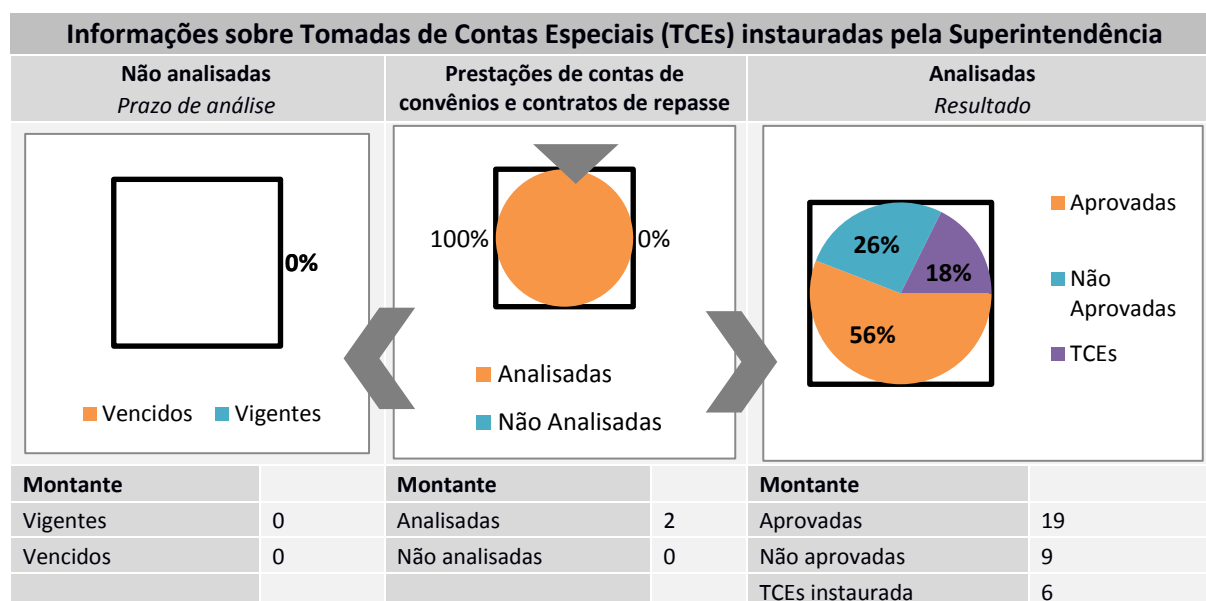 Informações sobre Tomadas de Contas Especiais (TCEs) instauradas pela Superintendência
Não analisadas
Prazo de análise
Prestações de contas de
convênios e contratos de repasse
Analisadas
Resultado
0%
Vencidos Vigentes
100% 0%
Analisadas
Não Analisadas
26%
18%
56%
Aprovadas
Não
Aprovadas
TCEs
Montante Montante Montante
Vigentes 0 Analisadas 2 Aprovadas 19
Vencidos 0 Não analisadas 0 Não aprovadas 9
TCEs instaurada 6